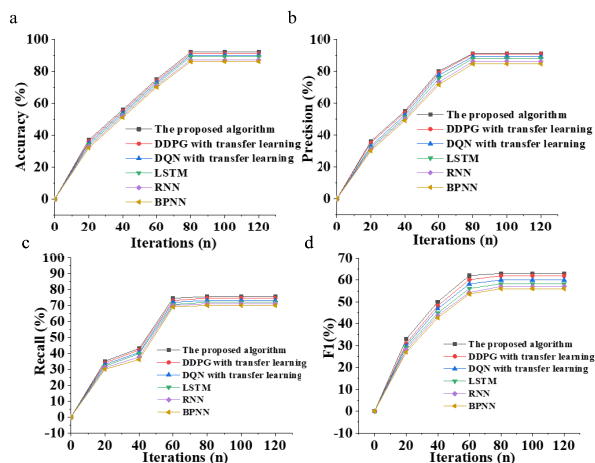 a
Accuracy (%)
100
80
60
40
20
0
The proposed algorithm
DDPG with transfer learning
DQN with transfer learning
LSTM
RNN
BPNN
0 20 40 60 80 100 120
Iterations (n)
b
Precision (%)
100
80
60
40
20
0
The proposed algorithm
DDPG with transfer learning
DQN with transfer learning
LSTM
RNN
BPNN
0 20 40 60 80 100 120
Iterations (n)
c
Recall (%)
100
90
80
70
60
50
40
30
20
10
0
-10
The proposed algorithm
DDPG with transfer learning
DQN with transfer learning
LSTM
RNN
BPNN
0 20 40 60 80 100 120
Iterations (n)
d
F1(%)
70
60
50
40
30
20
10
0
-10
The proposed algorithm
DDPG with transfer learning
DQN with transfer learning
LSTM
RNN
BPNN
0 20 40 60 80 100 120
Iterations (n)